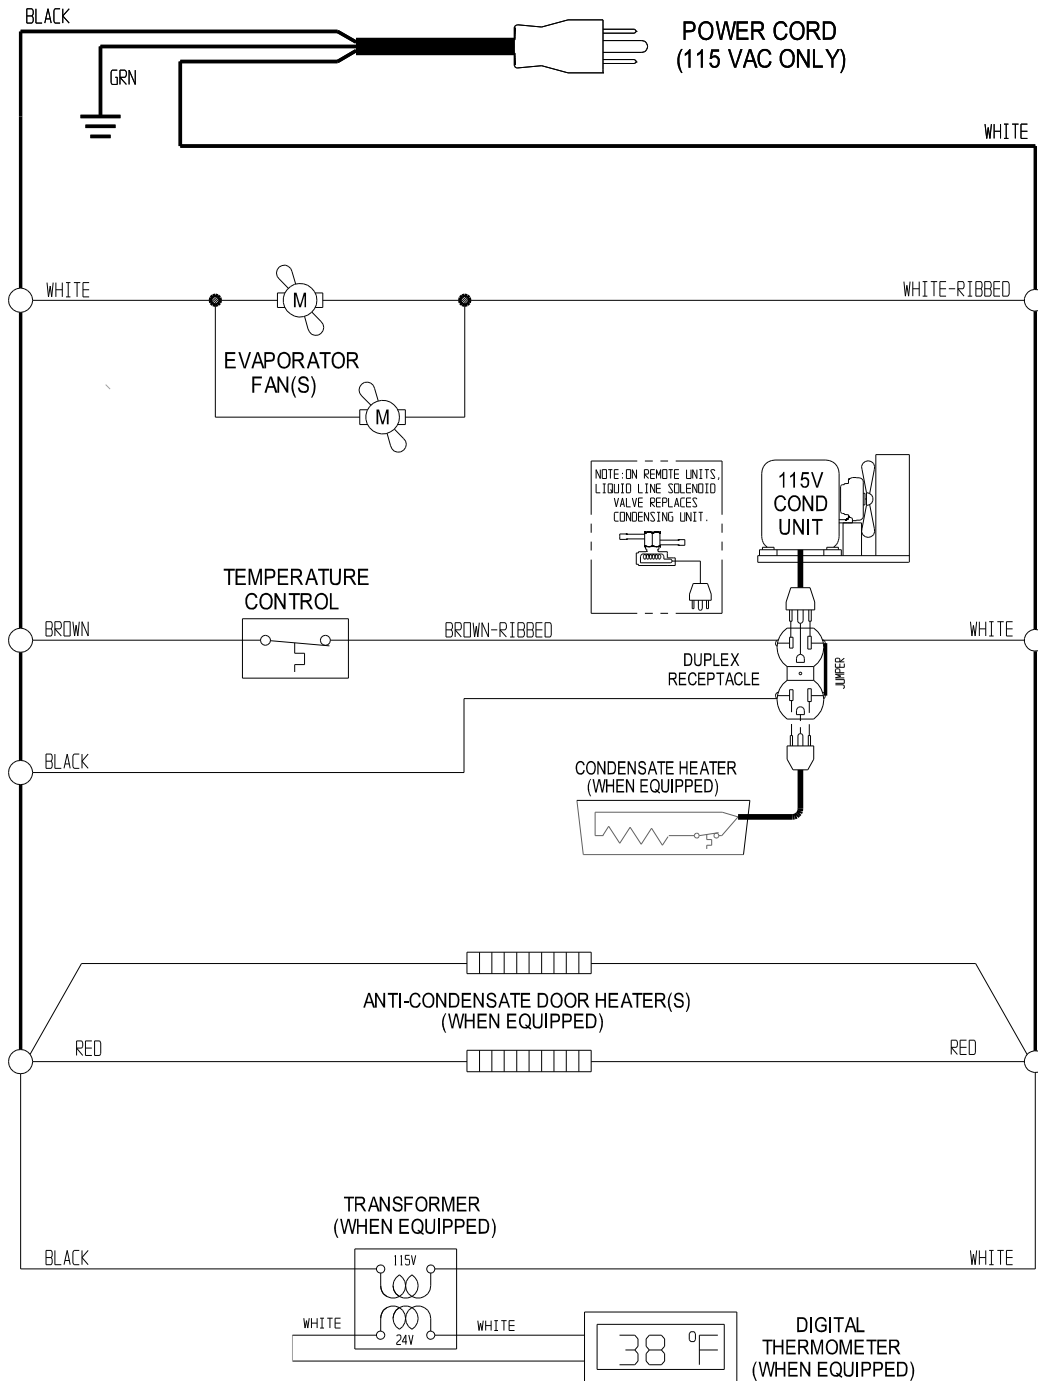 BLACK
POWER CORD
(115 VAC ONLY)
GRN
WHITE
WHITE
WHITE-RIBBED
M
EVAPORATOR
FAN(S)
M
NOTE:ON REMOTE UNITS,
LIQUID LINE SOLENOID
VALVE REPLACES
CONDENSING UNIT.
115V
COND
UNIT
TEMPERATURE
CONTROL
BROWN
BROWN-RIBBED
WHITE
DUPLEX
RECEPTACLE
JUMPER
BLACK
CONDENSATE HEATER
(WHEN EQUIPPED)
ANTI-CONDENSATE DOOR HEATER(S)
(WHEN EQUIPPED)
RED
RED
TRANSFORMER
(WHEN EQUIPPED)
BLACK
115V
WHITE
WHITE
24V
WHITE
38 °F
DIGITAL
THERMOMETER
(WHEN EQUIPPED)